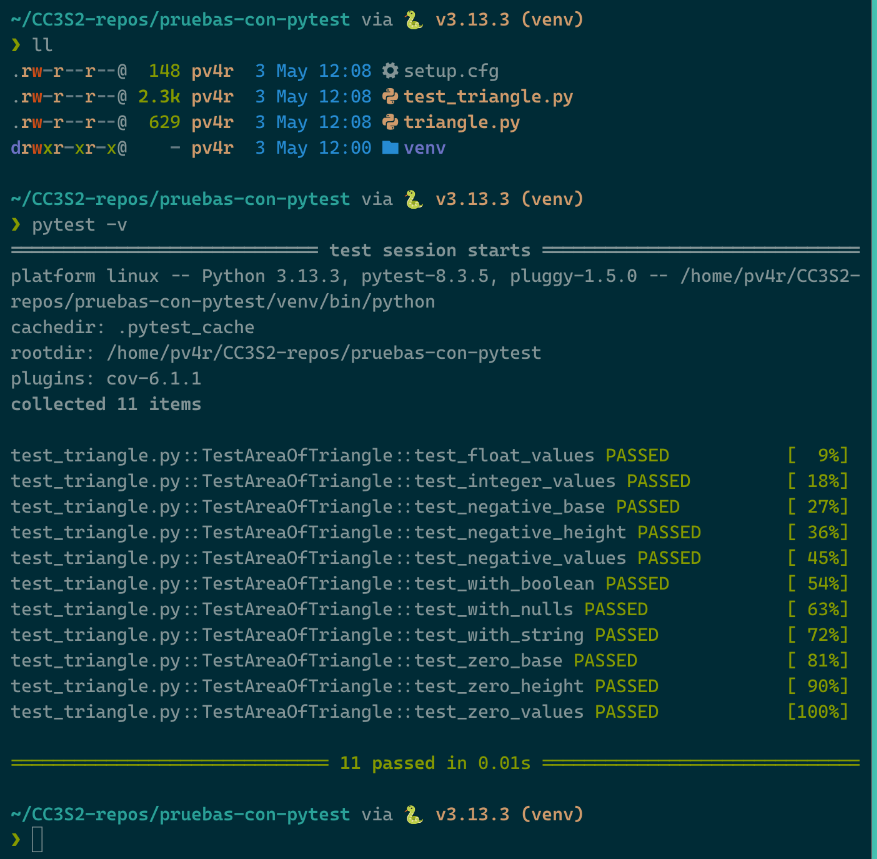 ~/CC3S2-repos/pruebas-con-pytest via 🐍 v3.13.3 (venv)
❯ ll
.rw-r--r--@  148 pv4r  3 May 12:08 setup.cfg
.rw-r--r--@ 2.3k pv4r  3 May 12:08 test_triangle.py
.rw-r--r--@  629 pv4r  3 May 12:08 triangle.py
drwxr-xr-x@    - pv4r  3 May 12:00 venv
~/CC3S2-repos/pruebas-con-pytest via 🐍 v3.13.3 (venv)
❯ pytest -v
============================= test session starts ==============================
platform linux -- Python 3.13.3, pytest-8.3.5, pluggy-1.5.0 -- /home/pv4r/CC3S2-
repos/pruebas-con-pytest/venv/bin/python
cachedir: .pytest_cache
rootdir: /home/pv4r/CC3S2-repos/pruebas-con-pytest
plugins: cov-6.1.1
collected 11 items
test_triangle.py::TestAreaOfTriangle::test_float_values PASSED           [  9%]
test_triangle.py::TestAreaOfTriangle::test_integer_values PASSED         [ 18%]
test_triangle.py::TestAreaOfTriangle::test_negative_base PASSED          [ 27%]
test_triangle.py::TestAreaOfTriangle::test_negative_height PASSED        [ 36%]
test_triangle.py::TestAreaOfTriangle::test_negative_values PASSED        [ 45%]
test_triangle.py::TestAreaOfTriangle::test_with_boolean PASSED           [ 54%]
test_triangle.py::TestAreaOfTriangle::test_with_nulls PASSED             [ 63%]
test_triangle.py::TestAreaOfTriangle::test_with_string PASSED            [ 72%]
test_triangle.py::TestAreaOfTriangle::test_zero_base PASSED              [ 81%]
test_triangle.py::TestAreaOfTriangle::test_zero_height PASSED            [ 90%]
test_triangle.py::TestAreaOfTriangle::test_zero_values PASSED            [100%]
============================== 11 passed in 0.01s ==============================
~/CC3S2-repos/pruebas-con-pytest via 🐍 v3.13.3 (venv)
❯